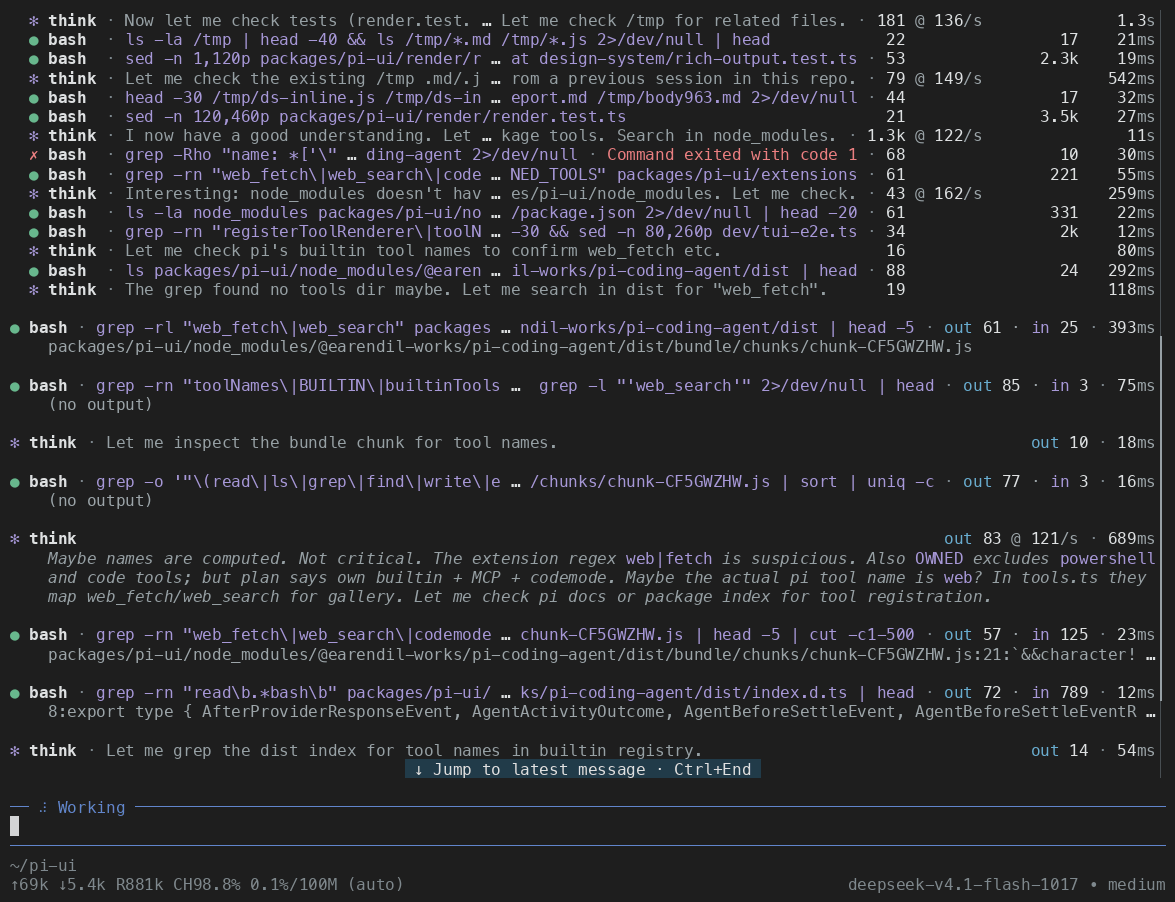 ✻ think · Now let me check tests (render.test. … Let me check /tmp for related files. · 181 @ 136/s 1.3s
● bash · ls -la /tmp | head -40 && ls /tmp/*.md /tmp/*.js 2>/dev/null | head 22 17 21ms
● bash · sed -n 1,120p packages/pi-ui/render/r … at design-system/rich-output.test.ts · 53 2.3k 19ms
✻ think · Let me check the existing /tmp .md/.j … rom a previous session in this repo. · 79 @ 149/s 542ms
● bash · head -30 /tmp/ds-inline.js /tmp/ds-in … eport.md /tmp/body963.md 2>/dev/null · 44 17 32ms
● bash · sed -n 120,460p packages/pi-ui/render/render.test.ts 21 3.5k 27ms
✻ think · I now have a good understanding. Let … kage tools. Search in node_modules. · 1.3k @ 122/s 11s
✗ bash · grep -Rho "name: *['\" … ding-agent 2>/dev/null · Command exited with code 1 · 68 10 30ms
● bash · grep -rn "web_fetch\|web_search\|code … NED_TOOLS" packages/pi-ui/extensions · 61 221 55ms
✻ think · Interesting: node_modules doesn't hav … es/pi-ui/node_modules. Let me check. · 43 @ 162/s 259ms
● bash · ls -la node_modules packages/pi-ui/no … /package.json 2>/dev/null | head -20 · 61 331 22ms
● bash · grep -rn "registerToolRenderer\|toolN … -30 && sed -n 80,260p dev/tui-e2e.ts · 34 2k 12ms
✻ think · Let me check pi's builtin tool names to confirm web_fetch etc. 16 80ms
● bash · ls packages/pi-ui/node_modules/@earen … il-works/pi-coding-agent/dist | head · 88 24 292ms
✻ think · The grep found no tools dir maybe. Let me search in dist for "web_fetch". 19 118ms
● bash · grep -rl "web_fetch\|web_search" packages … ndil-works/pi-coding-agent/dist | head -5 · out 61 · in 25 · 393ms
packages/pi-ui/node_modules/@earendil-works/pi-coding-agent/dist/bundle/chunks/chunk-CF5GWZHW.js
● bash · grep -rn "toolNames\|BUILTIN\|builtinTools … grep -l "'web_search'" 2>/dev/null | head · out 85 · in 3 · 75ms
(no output)
✻ think · Let me inspect the bundle chunk for tool names. out 10 · 18ms
● bash · grep -o '"\(read\|ls\|grep\|find\|write\|e … /chunks/chunk-CF5GWZHW.js | sort | uniq -c · out 77 · in 3 · 16ms
(no output)
✻ think out 83 @ 121/s · 689ms
Maybe names are computed. Not critical. The extension regex web|fetch is suspicious. Also OWNED excludes powershell
and code tools; but plan says own builtin + MCP + codemode. Maybe the actual pi tool name is web? In tools.ts they
map web_fetch/web_search for gallery. Let me check pi docs or package index for tool registration.
● bash · grep -rn "web_fetch\|web_search\|codemode … chunk-CF5GWZHW.js | head -5 | cut -c1-500 · out 57 · in 125 · 23ms
packages/pi-ui/node_modules/@earendil-works/pi-coding-agent/dist/bundle/chunks/chunk-CF5GWZHW.js:21:`&&character! …
● bash · grep -rn "read\b.*bash\b" packages/pi-ui/ … ks/pi-coding-agent/dist/index.d.ts | head · out 72 · in 789 · 12ms
8:export type { AfterProviderResponseEvent, AgentActivityOutcome, AgentBeforeSettleEvent, AgentBeforeSettleEventR …
✻ think · Let me grep the dist index for tool names in builtin registry. out 14 · 54ms
↓ Jump to latest message · Ctrl+End
Working
~/pi-ui
↑69k ↓5.4k R881k CH98.8% 0.1%/100M (auto) deepseek-v4.1-flash-1017 • medium